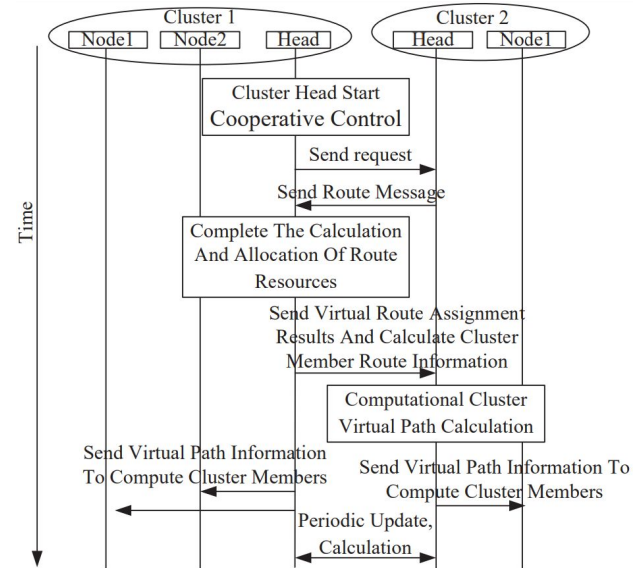 Cluster 1
Cluster 2
Node1
Node2
Head
Head
Node1
Cluster Head Start
Cooperative Control
Send request
Send Route Message
Time
Complete The Calculation
And Allocation Of Route
Resources
Send Virtual Route Assignment
Results And Calculate Cluster
Member Route Information
Computational Cluster
Virtual Path Calculation
Send Virtual Path Information
To Compute Cluster Members
Send Virtual Path Information To
Compute Cluster Members
Periodic Update,
Calculation